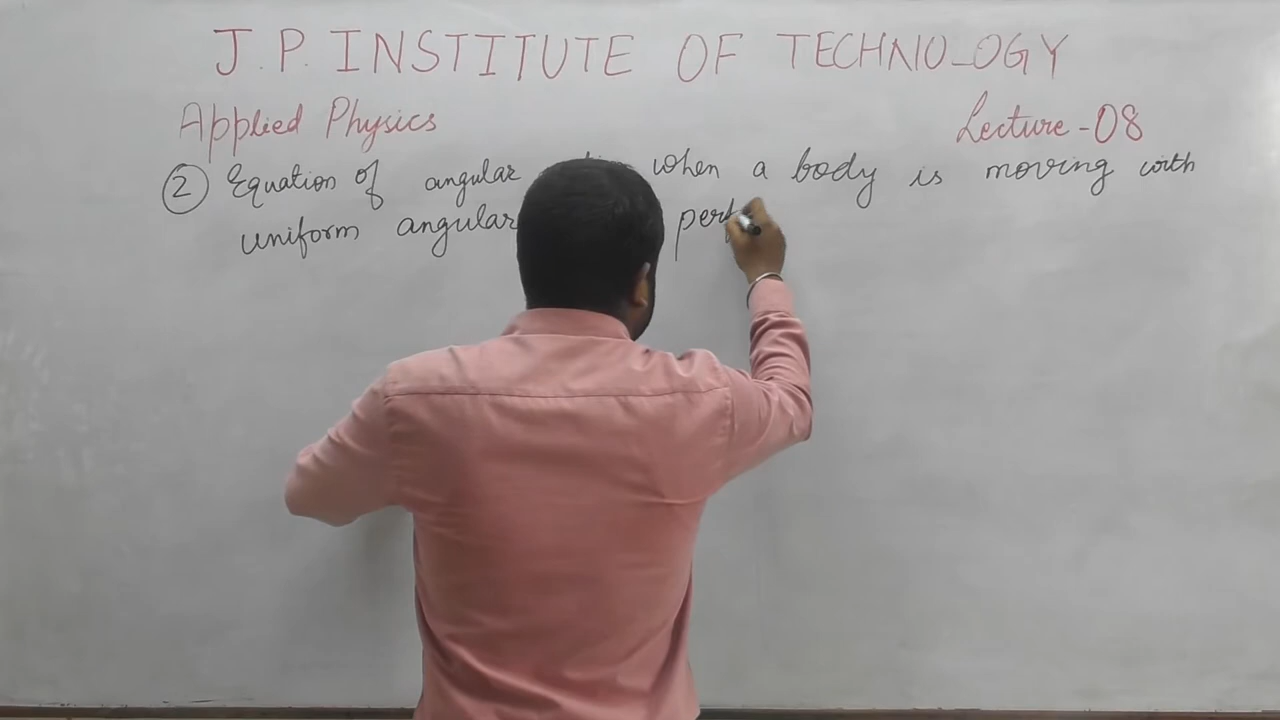 J.P. INSTITUTE OF TECHNOLOGY
Applied Physics
Lecture-08
② Equation of angular when a body is moving with
uniform angular